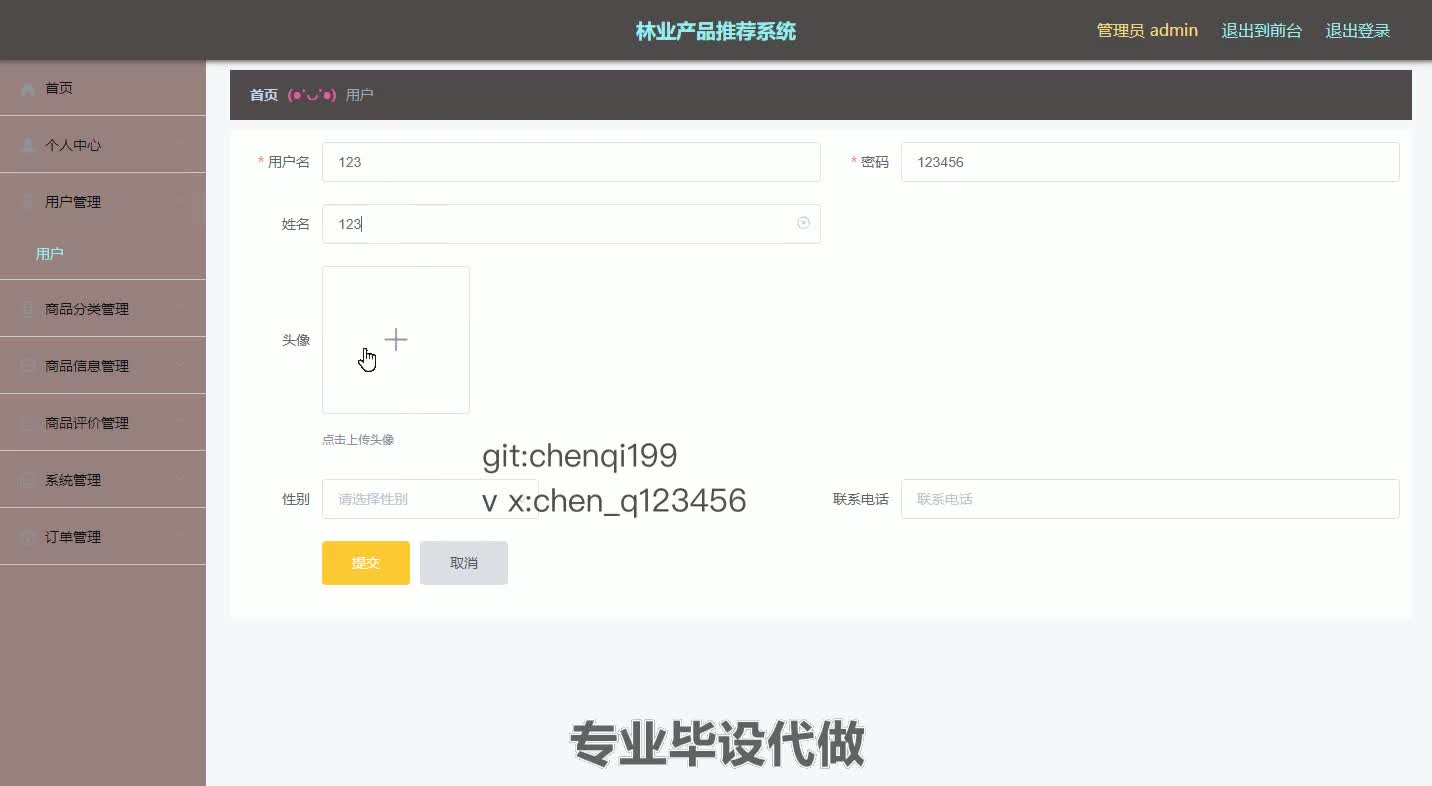 林业产品推荐系统
管理员 admin
退出到前台
退出登录
首页
个人中心
用户管理
用户
商品分类管理
商品信息管理
商品评价管理
系统管理
订单管理
首页 (●'◡'●) 用户
* 用户名 123
* 密码 123456
姓名 123
头像
点击上传头像
git:chenqi199
v x:chen_q123456
性别 请选择性别
联系电话 联系电话
提交 取消
专业毕设代做